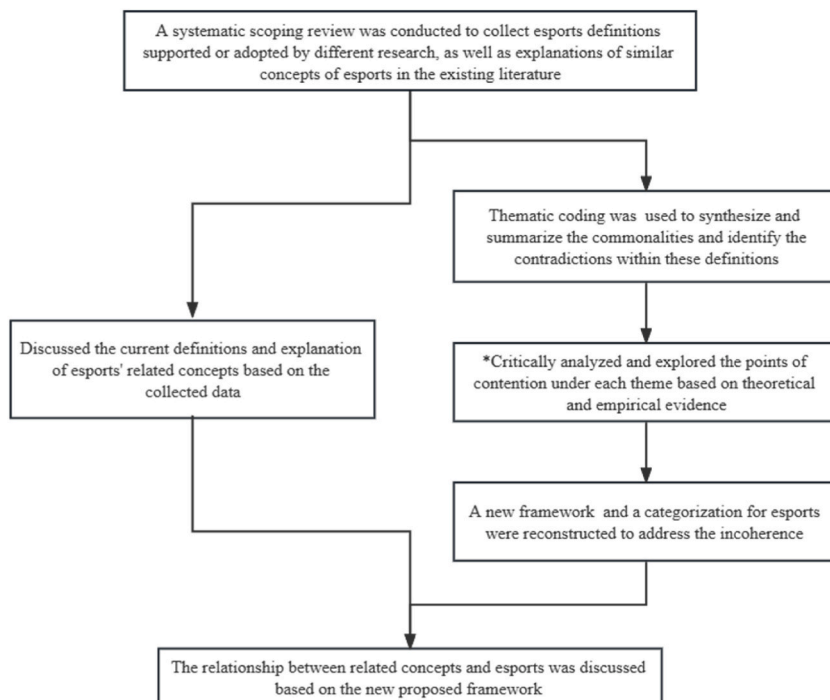 A systematic scoping review was conducted to collect esports definitions
supported or adopted by different research, as well as explanations of similar
concepts of esports in the existing literature
Thematic coding was used to synthesize and
summarize the commonalities and identify the
contradictions within these definitions
Discussed the current definitions and explanation
of esports' related concepts based on the
collected data
*Critically analyzed and explored the points of
contention under each theme based on theoretical
and empirical evidence
A new framework and a categorization for esports
were reconstructed to address the incoherence
The relationship between related concepts and esports was discussed
based on the new proposed framework